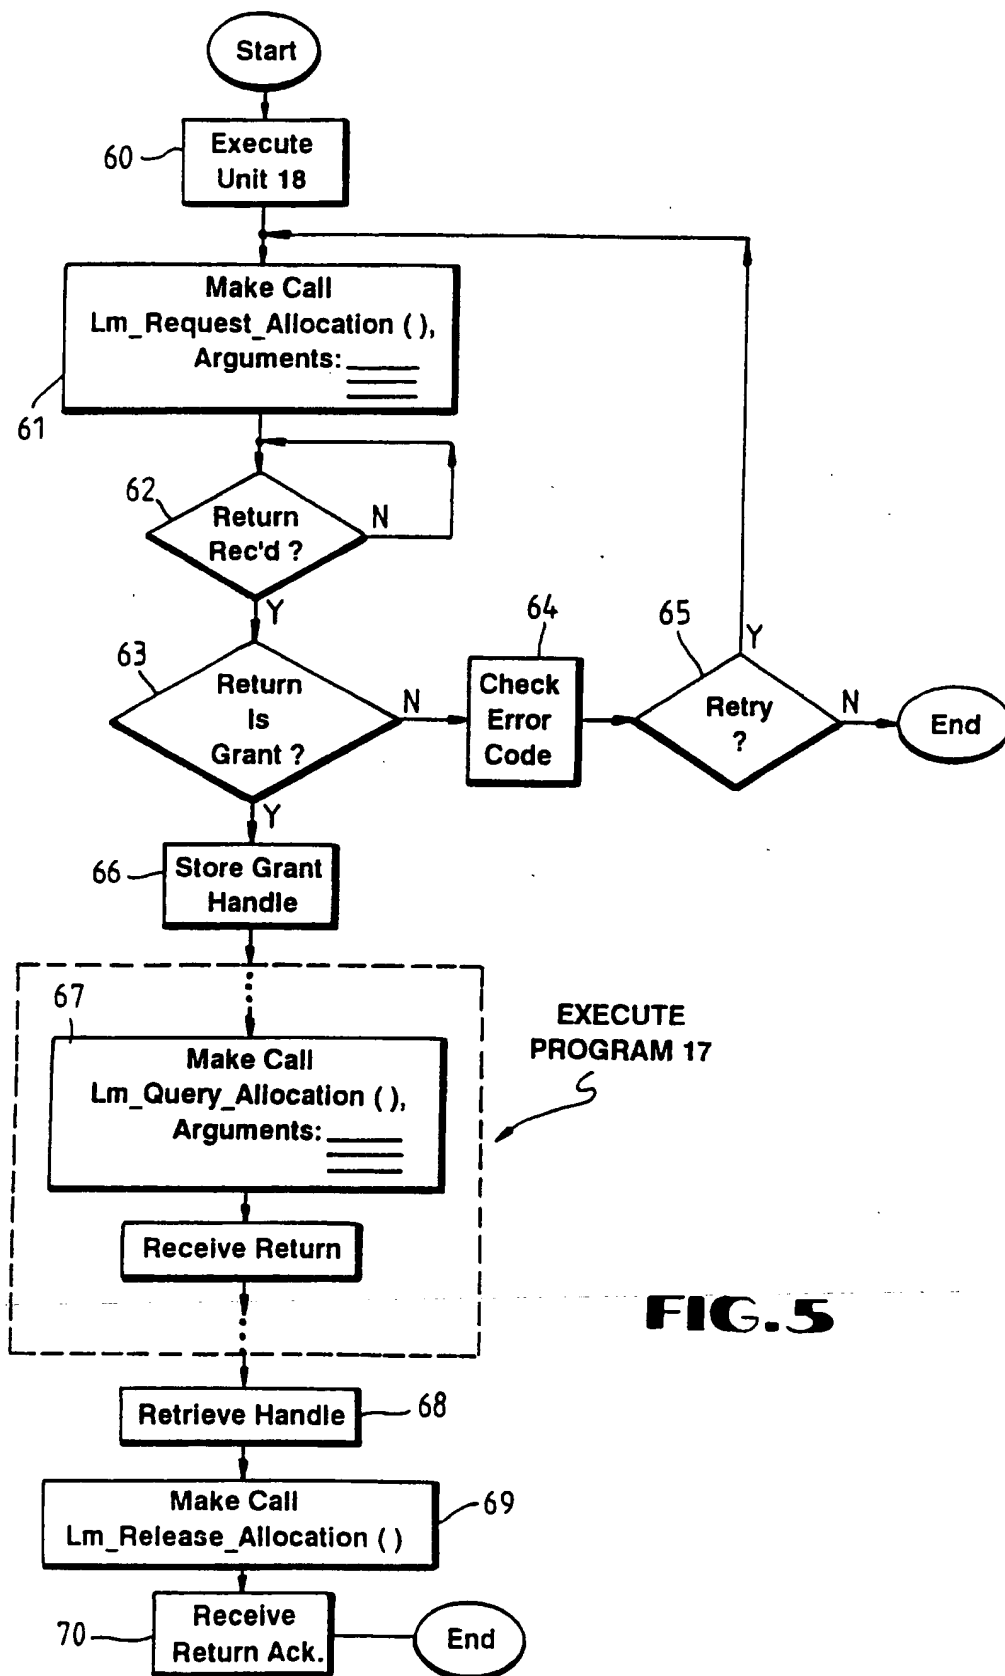 Start
60
Execute
Unit 18
Make Call
Lm_Request_Allocation ( ),
Arguments:
61
62
Return
Rec'd ?
N
Y
63
Return
Is
Grant ?
N
Y
64
Check
Error
Code
65
Retry
?
Y
N
End
66
Store Grant
Handle
67
Make Call
Lm_Query_Allocation ( ),
Arguments:
Receive Return
EXECUTE
PROGRAM 17
FIG.5
Retrieve Handle
68
Make Call
Lm_Release_Allocation ( )
69
70
Receive
Return Ack.
End